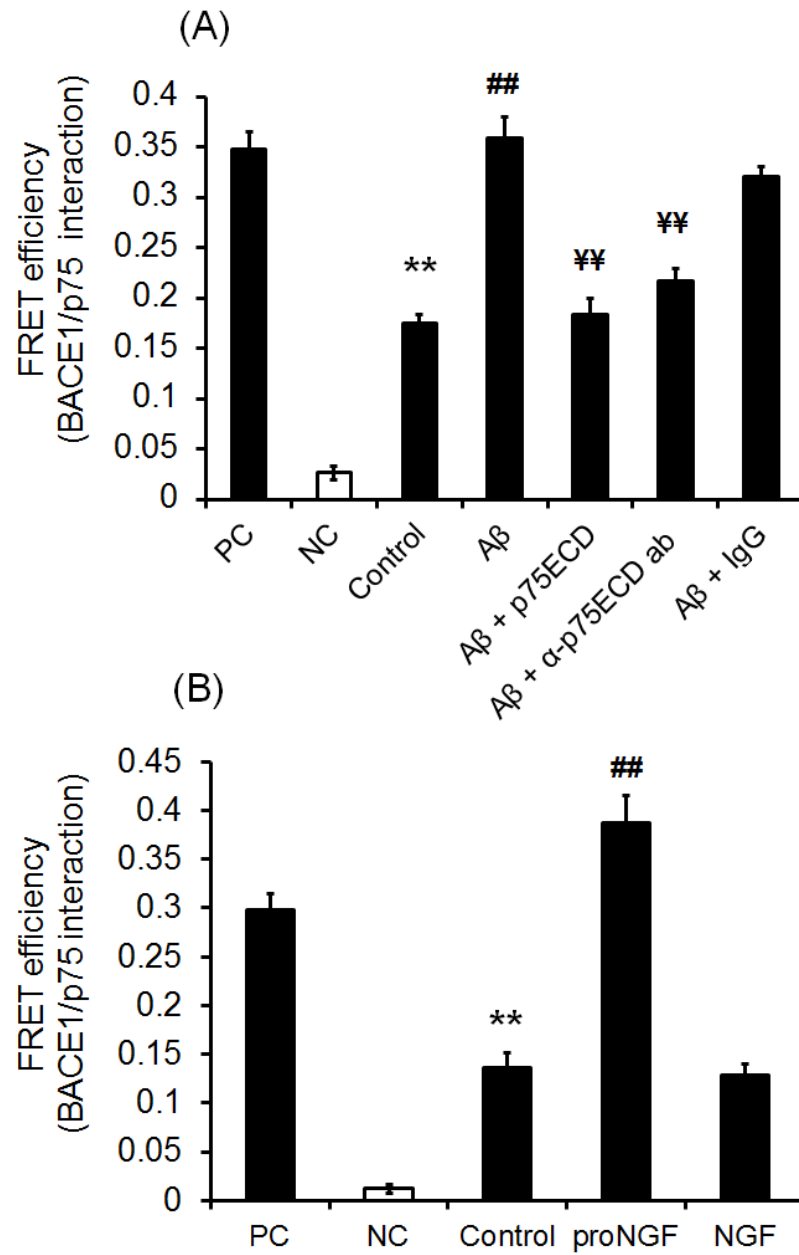 (A)
FRET efficiency
(BACE1/p75 interaction)
0.4
0.35
0.3
0.25
0.2
0.15
0.1
0.05
0
**
##
¥¥
¥¥
PC
NC
Control
Aβ
Aβ + p75ECD
Aβ + α-p75ECD ab
Aβ + IgG
(B)
FRET efficiency
(BACE1/p75 interaction)
0.45
0.4
0.35
0.3
0.25
0.2
0.15
0.1
0.05
0
**
##
PC NC Control proNGF NGF